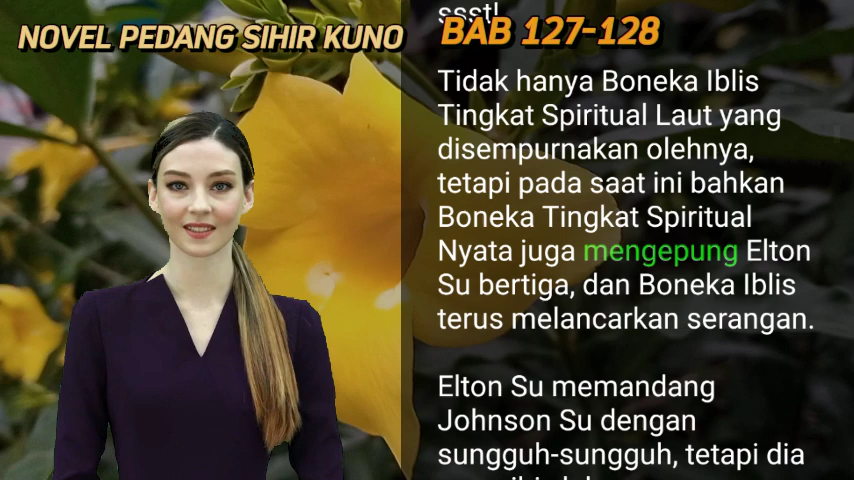 NOVEL PEDANG SIHIR KUNO
BAB 127-128
ssst!
Tidak hanya Boneka Iblis
Tingkat Spiritual Laut yang
disempurnakan olehnya,
tetapi pada saat ini bahkan
Boneka Tingkat Spiritual
Nyata juga mengepung Elton
Su bertiga, dan Boneka Iblis
terus melancarkan serangan.
Elton Su memandang
Johnson Su dengan
sungguh-sungguh, tetapi dia